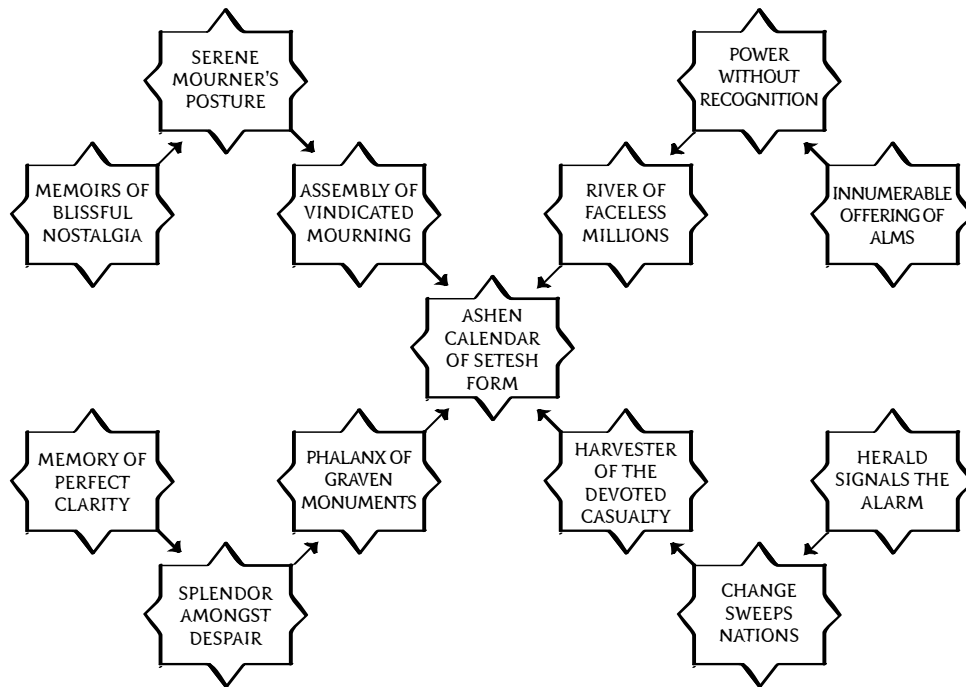 SERENE
MOURNER'S
POSTURE
POWER
WITHOUT
RECOGNITION
MEMOIRS OF
BLISSFUL
NOSTALGIA
ASSEMBLY OF
VINDICATED
MOURNING
RIVER OF
FACELESS
MILLIONS
INNUMERABLE
OFFERING OF
ALMS
ASHEN
CALENDAR
OF SETESH
FORM
MEMORY OF
PERFECT
CLARITY
PHALANX OF
GRAVEN
MONUMENTS
HARVESTER
OF THE
DEVOTED
CASUALTY
HERALD
SIGNALS THE
ALARM
SPLENDOR
AMONGST
DESPAIR
CHANGE
SWEEPS
NATIONS